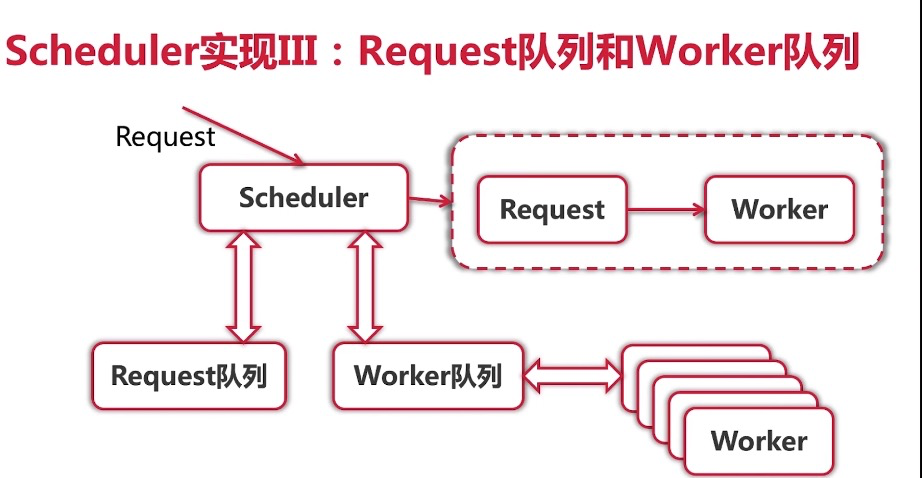 Scheduler实现III：Request队列和Worker队列
Request
Scheduler
Request
Worker
Request队列
Worker队列
Worker